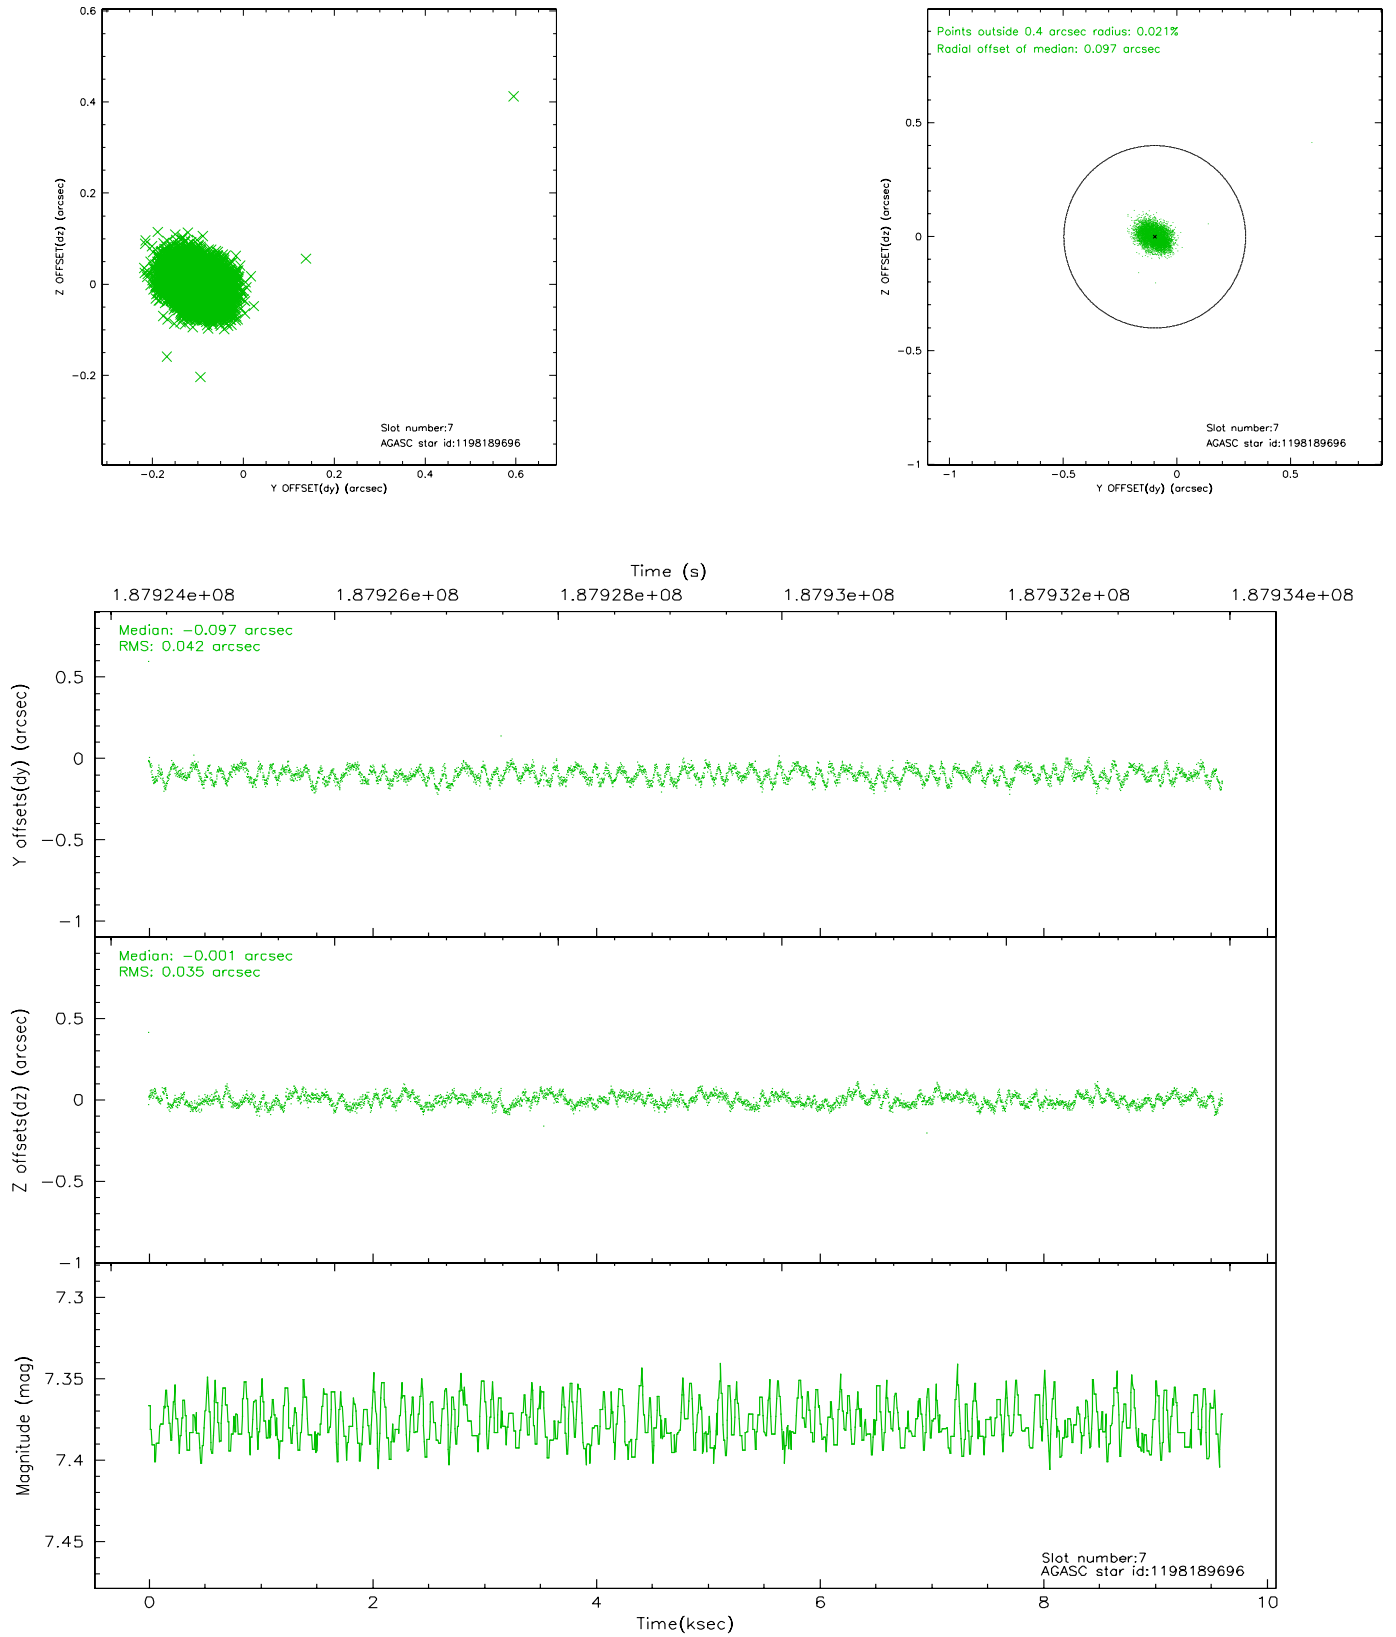 0.6
0.4
0.2
0
−0.2
Z OFFSET(dz) (arcsec)
Slot number:7
AGASC star id:1198189696
−0.2 0 0.2 0.4 0.6
Y OFFSET(dy) (arcsec)
Points outside 0.4 arcsec radius: 0.021%
Radial offset of median: 0.097 arcsec
0.5
0
−0.5
−1
Z OFFSET(dz) (arcsec)
Slot number:7
AGASC star id:1198189696
−1 −0.5 0 0.5
Y OFFSET(dy) (arcsec)
Time (s)
1.87924e+08 1.87926e+08 1.87928e+08 1.8793e+08 1.87932e+08 1.87934e+08
Median: −0.097 arcsec
RMS: 0.042 arcsec
0.5
0
−0.5
−1
Y offsets(dy) (arcsec)
Median: −0.001 arcsec
RMS: 0.035 arcsec
0.5
0
−0.5
−1
Z offsets(dz) (arcsec)
7.3
7.35
7.4
7.45
Magnitude (mag)
Slot number:7
AGASC star id:1198189696
0 2 4 6 8 10
Time(ksec)